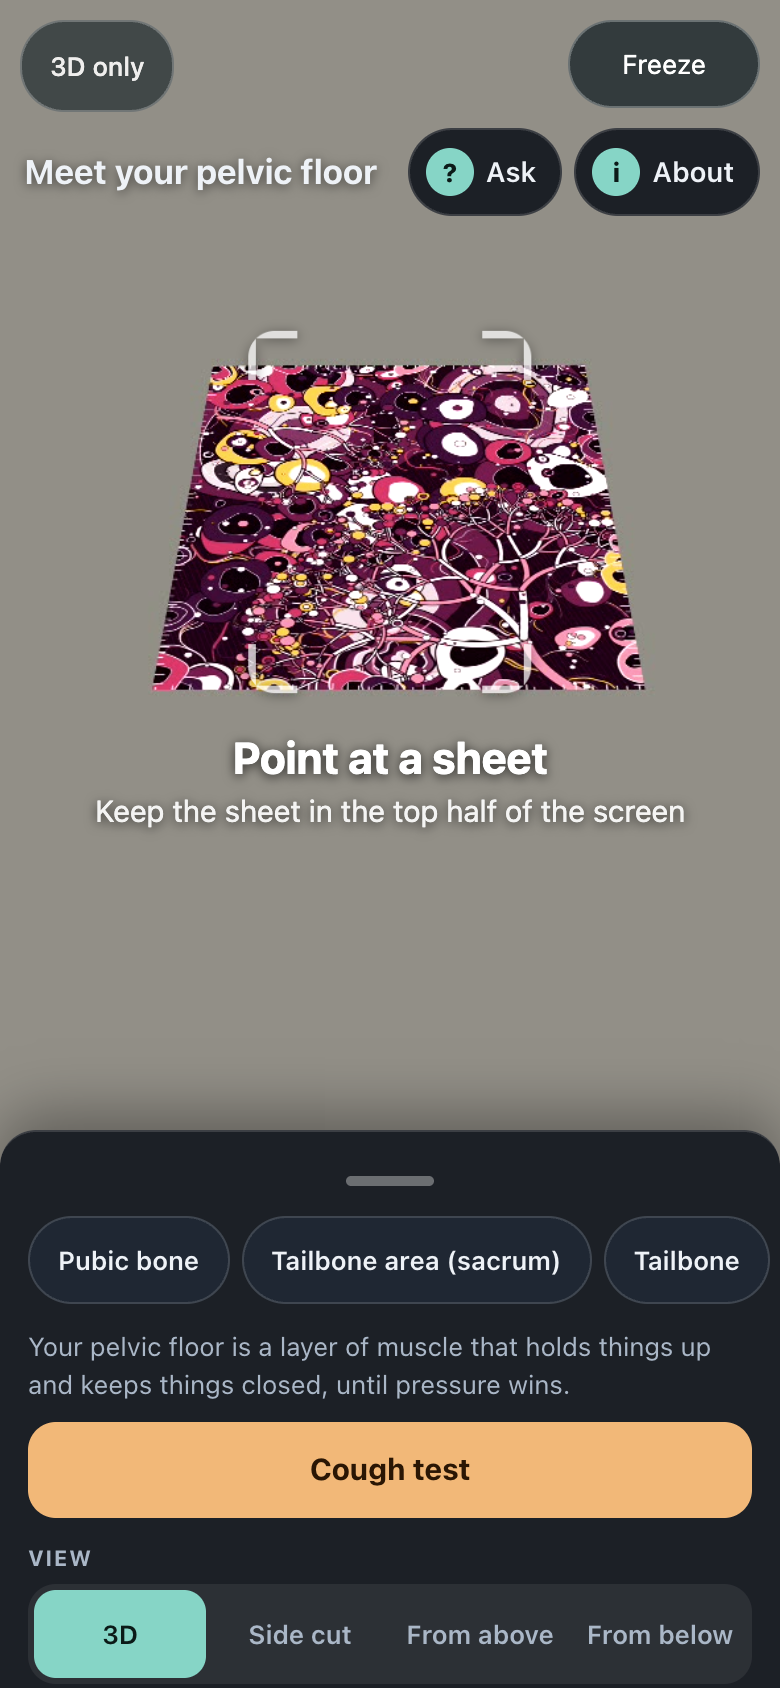 3D only
Freeze
Meet your pelvic floor
? Ask
i About
Point at a sheet
Keep the sheet in the top half of the screen
Pubic bone
Tailbone area (sacrum)
Tailbone
Your pelvic floor is a layer of muscle that holds things up
and keeps things closed, until pressure wins.
Cough test
VIEW
3D
Side cut
From above
From below